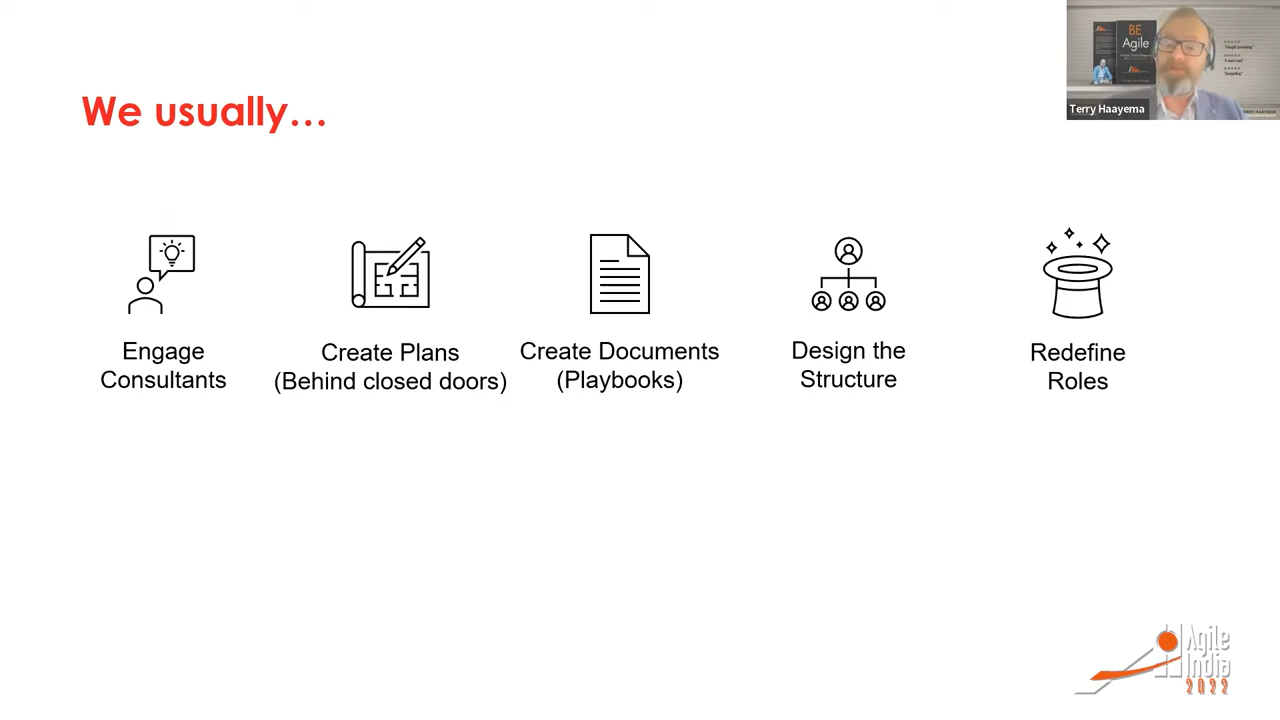 We usually...
BE
Agile
Terry Haayema
Engage
Consultants
Create Plans
(Behind closed doors)
Create Documents
(Playbooks)
Design the
Structure
Redefine
Roles
Agile
India
2022